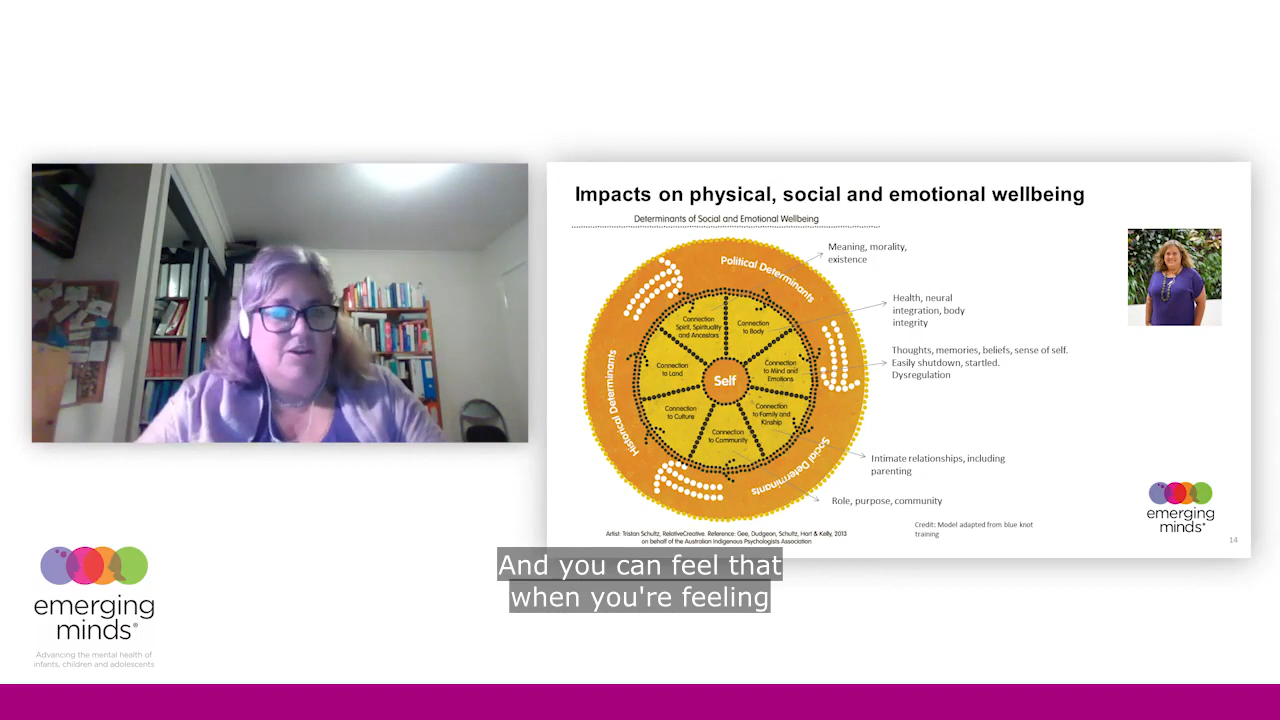 Impacts on physical, social and emotional wellbeing
Determinants of Social and Emotional Wellbeing
Political Determinants
Social Determinants
Historical Determinants
Connection
Spirit, Spirituality
and Ancestors
Connection
to Body
Connection
to Mind and
Emotions
Connection
to Family and
Kinship
Connection
to Community
Connection
to Culture
Connection
to Land
Self
Meaning, morality,
existence
Health, neural
integration, body
integrity
Thoughts, memories, beliefs, sense of self.
Easily shutdown, startled.
Dysregulation
Intimate relationships, including
parenting
Role, purpose, community
Credit: Model adapted from blue knot
training
Artist: Tristan Schultz, RelativeCreative. Reference: Gee, Dudgeon, Schultz, Hart & Kelly, 2013
on behalf of the Australian Indigenous Psychologists Association
emerging
minds®
14
And you can feel that
when you're feeling
emerging
minds®
Advancing the mental health of
infants, children and adolescents